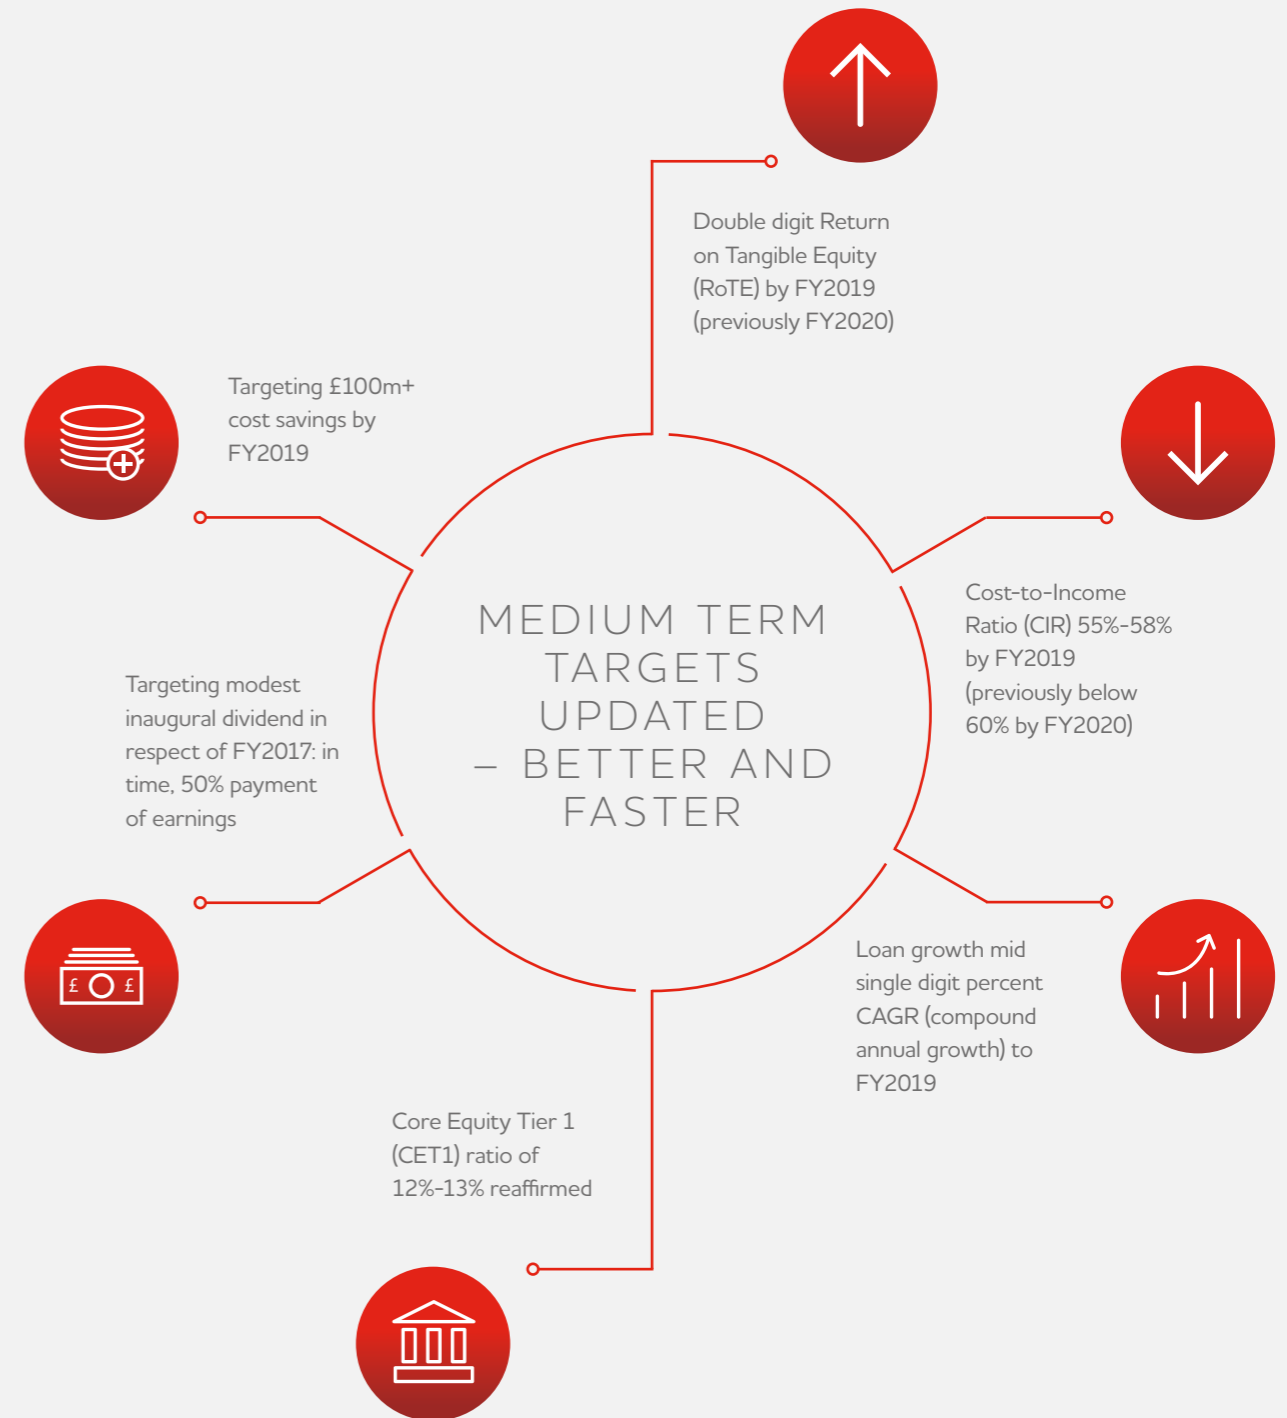 Double digit Return
on Tangible Equity
(RoTE) by FY2019
(previously FY2020)
Targeting £100m+
cost savings by
FY2019
Cost-to-Income
Ratio (CIR) 55%-58%
by FY2019
(previously below
60% by FY2020)
MEDIUM TERM
TARGETS
UPDATED
– BETTER AND
FASTER
Targeting modest
inaugural dividend in
respect of FY2017: in
time, 50% payment
of earnings
£ £
Loan growth mid
single digit percent
CAGR (compound
annual growth) to
FY2019
Core Equity Tier 1
(CET1) ratio of
12%-13% reaffirmed